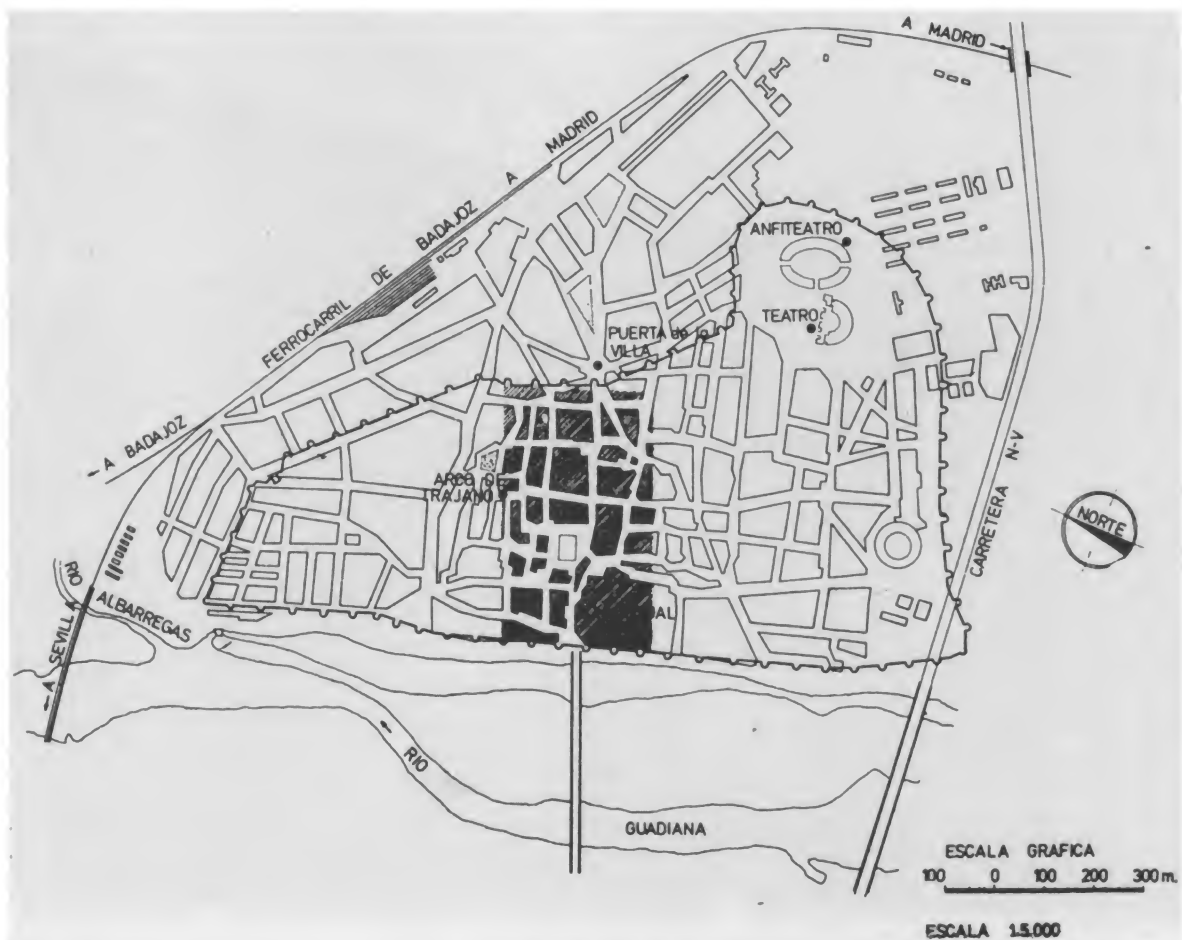 A MADRID
FERROCARRIL DE BADAJOZ A MADRID
A BADAJOZ
ANFITEATRO
TEATRO
PUERTA de la
VILLA
ARCO DE
TRAJANO
NORTE
CARRETERA N-V
RIO
ALBARREGAS
A SEVILLA
RIO
GUADIANA
ESCALA GRAFICA
100 0 100 200 300 m.
ESCALA 1:5.000